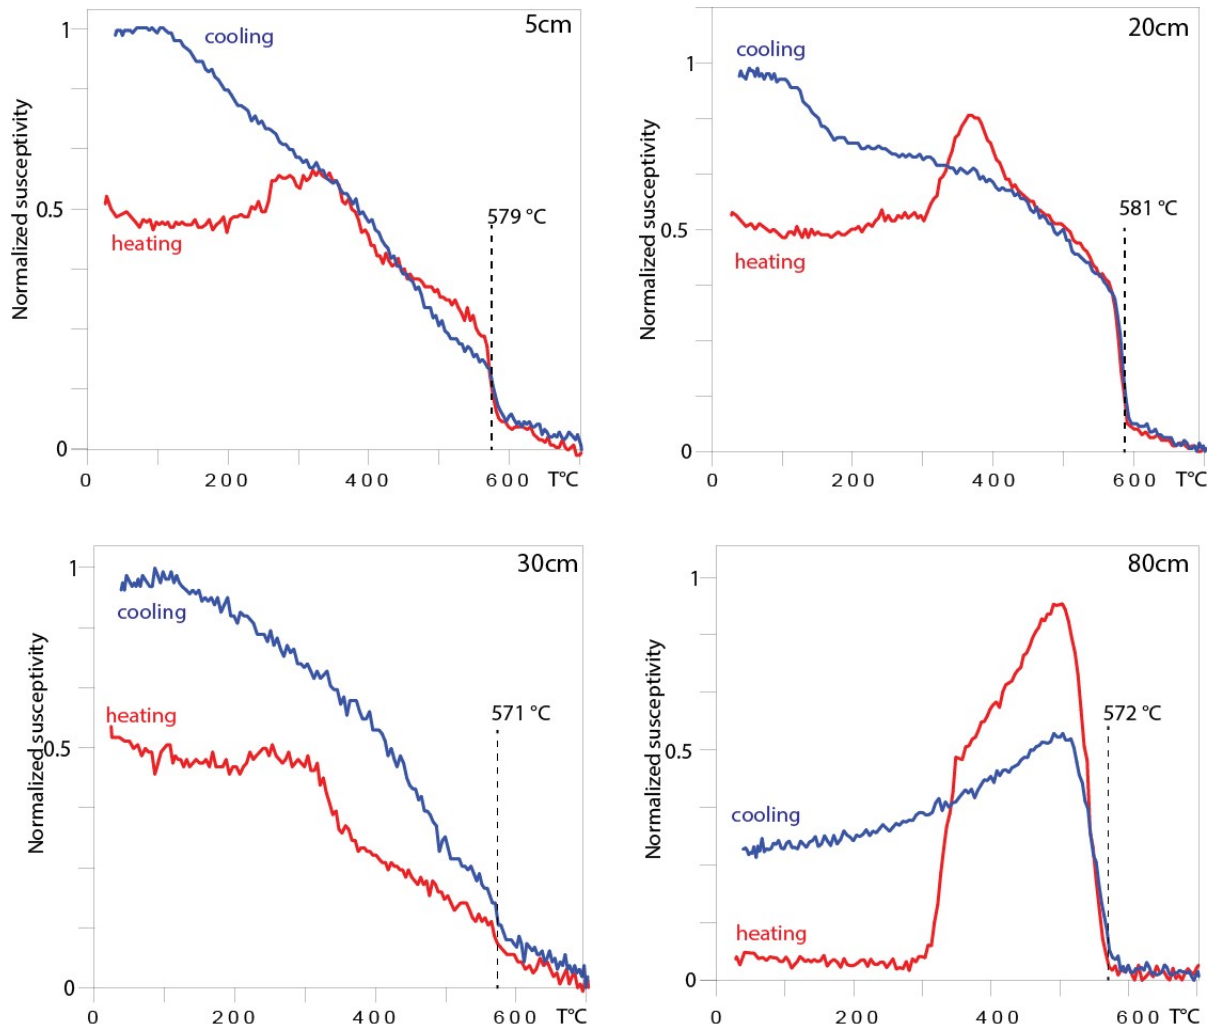 5cm
1
cooling
Normalized susceptivity
0.5
heating
579 °C
0
0 200 400 600 T°C
20cm
1
cooling
Normalized susceptivity
0.5
heating
581 °C
0
0 200 400 600 T°C
30cm
1
cooling
Normalized susceptivity
heating
0.5
571 °C
0
0 200 400 600 T°C
80cm
1
Normalized susceptivity
0.5
572 °C
cooling
heating
0
0 200 400 600 T°C